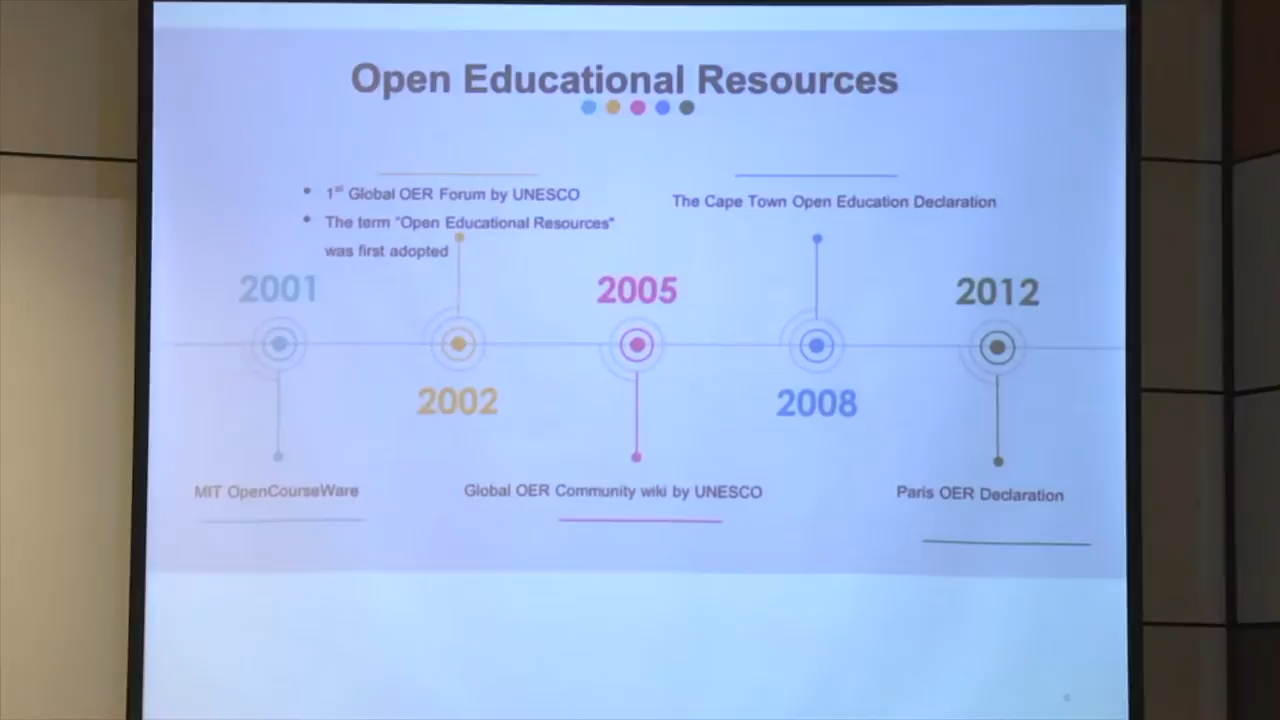 Open Educational Resources
1st Global OER Forum by UNESCO
The term "Open Educational Resources"
was first adopted
The Cape Town Open Education Declaration
2001
2005
2012
2002
2008
MIT OpenCourseWare
Global OER Community wiki by UNESCO
Paris OER Declaration